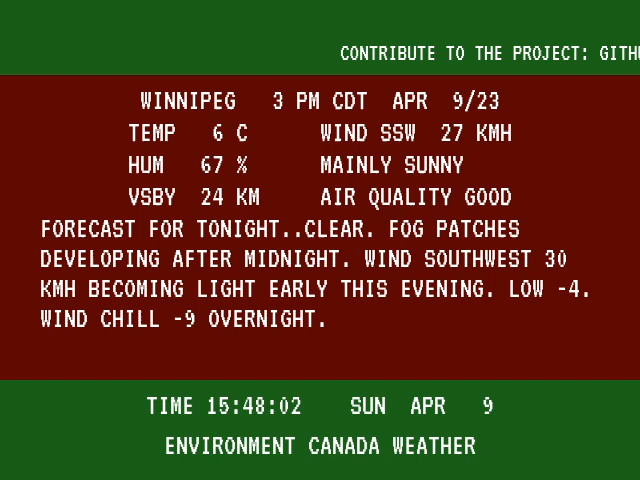 CONTRIBUTE TO THE PROJECT:
WINNIPEG   3 PM CDT  APR  9/23
TEMP   6 C      WIND SSW  27 KMH
HUM   67 %      MAINLY SUNNY
VSBY  24 KM     AIR QUALITY GOOD
FORECAST FOR TONIGHT..CLEAR. FOG PATCHES
DEVELOPING AFTER MIDNIGHT. WIND SOUTHWEST 30
KMH BECOMING LIGHT EARLY THIS EVENING. LOW -4.
WIND CHILL -9 OVERNIGHT.
TIME 15:48:02    SUN  APR   9
ENVIRONMENT CANADA WEATHER